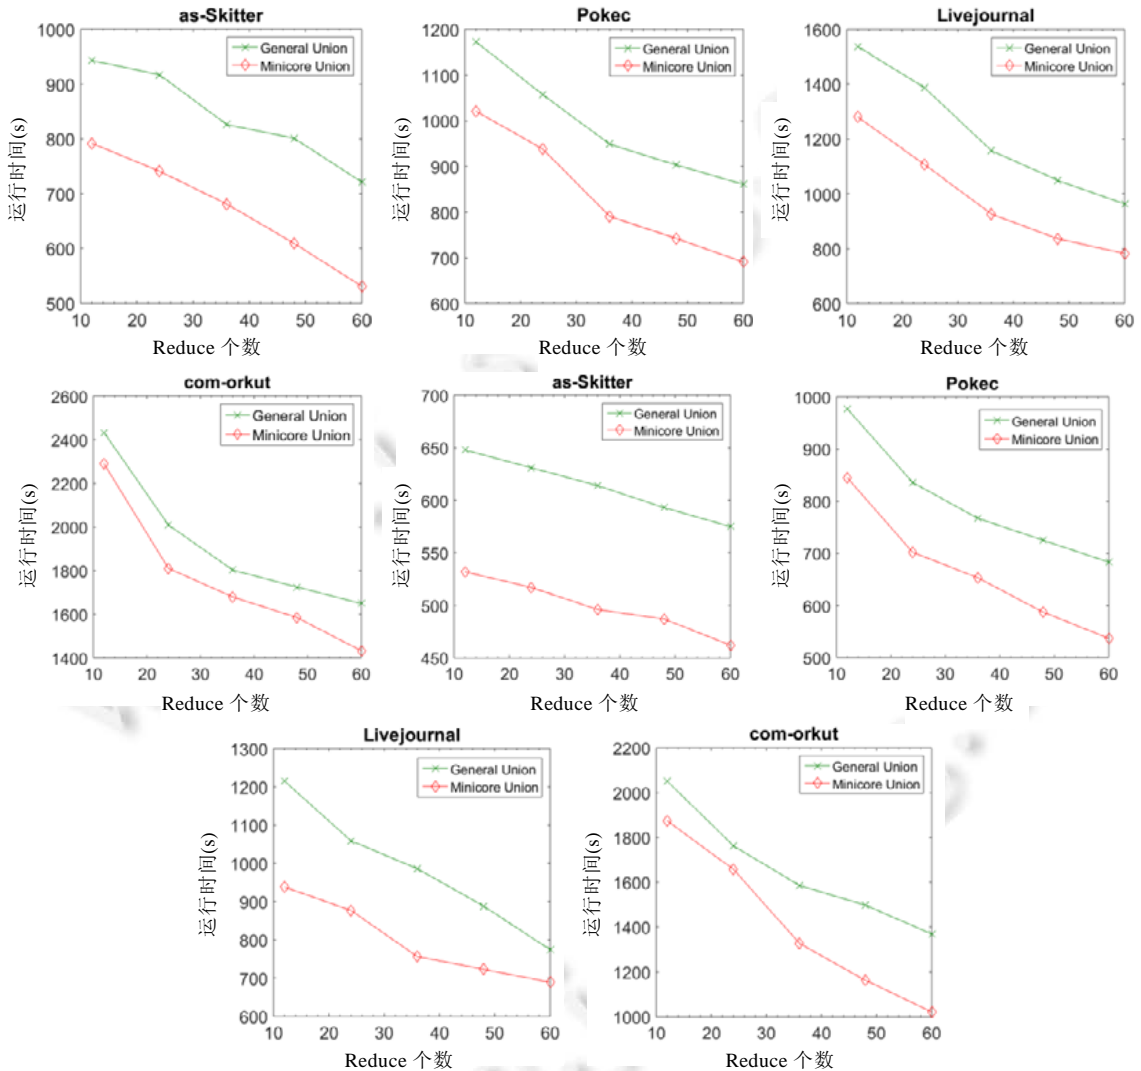 as-Skitter
1000
900
800
700
600
500
10 20 30 40 50 60
General Union
Minicore Union
运行时间(s)
Reduce 个数
Pokec
1200
1100
1000
900
800
700
600
10 20 30 40 50 60
General Union
Minicore Union
运行时间(s)
Reduce 个数
Livejournal
1600
1400
1200
1000
800
600
10 20 30 40 50 60
General Union
Minicore Union
运行时间(s)
Reduce 个数
com-orkut
2600
2400
2200
2000
1800
1600
1400
10 20 30 40 50 60
General Union
Minicore Union
运行时间(s)
Reduce 个数
as-Skitter
700
650
600
550
500
450
10 20 30 40 50 60
General Union
Minicore Union
运行时间(s)
Reduce 个数
Pokec
1000
900
800
700
600
500
10 20 30 40 50 60
General Union
Minicore Union
运行时间(s)
Reduce 个数
Livejournal
1300
1200
1100
1000
900
800
700
600
10 20 30 40 50 60
General Union
Minicore Union
运行时间(s)
Reduce 个数
com-orkut
2200
2000
1800
1600
1400
1200
1000
10 20 30 40 50 60
General Union
Minicore Union
运行时间(s)
Reduce 个数